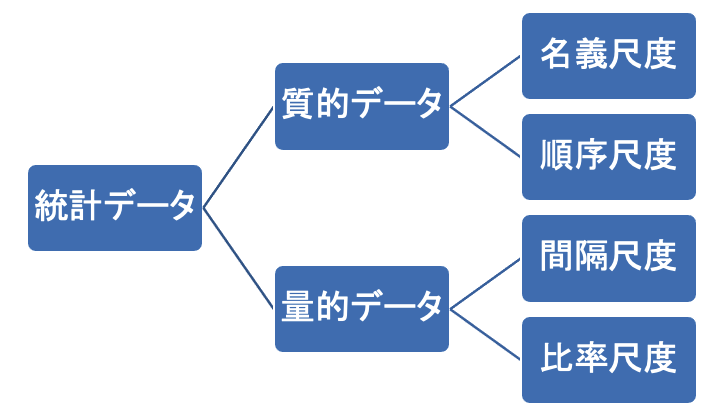 統計データ
質的データ
名義尺度
順序尺度
量的データ
間隔尺度
比率尺度